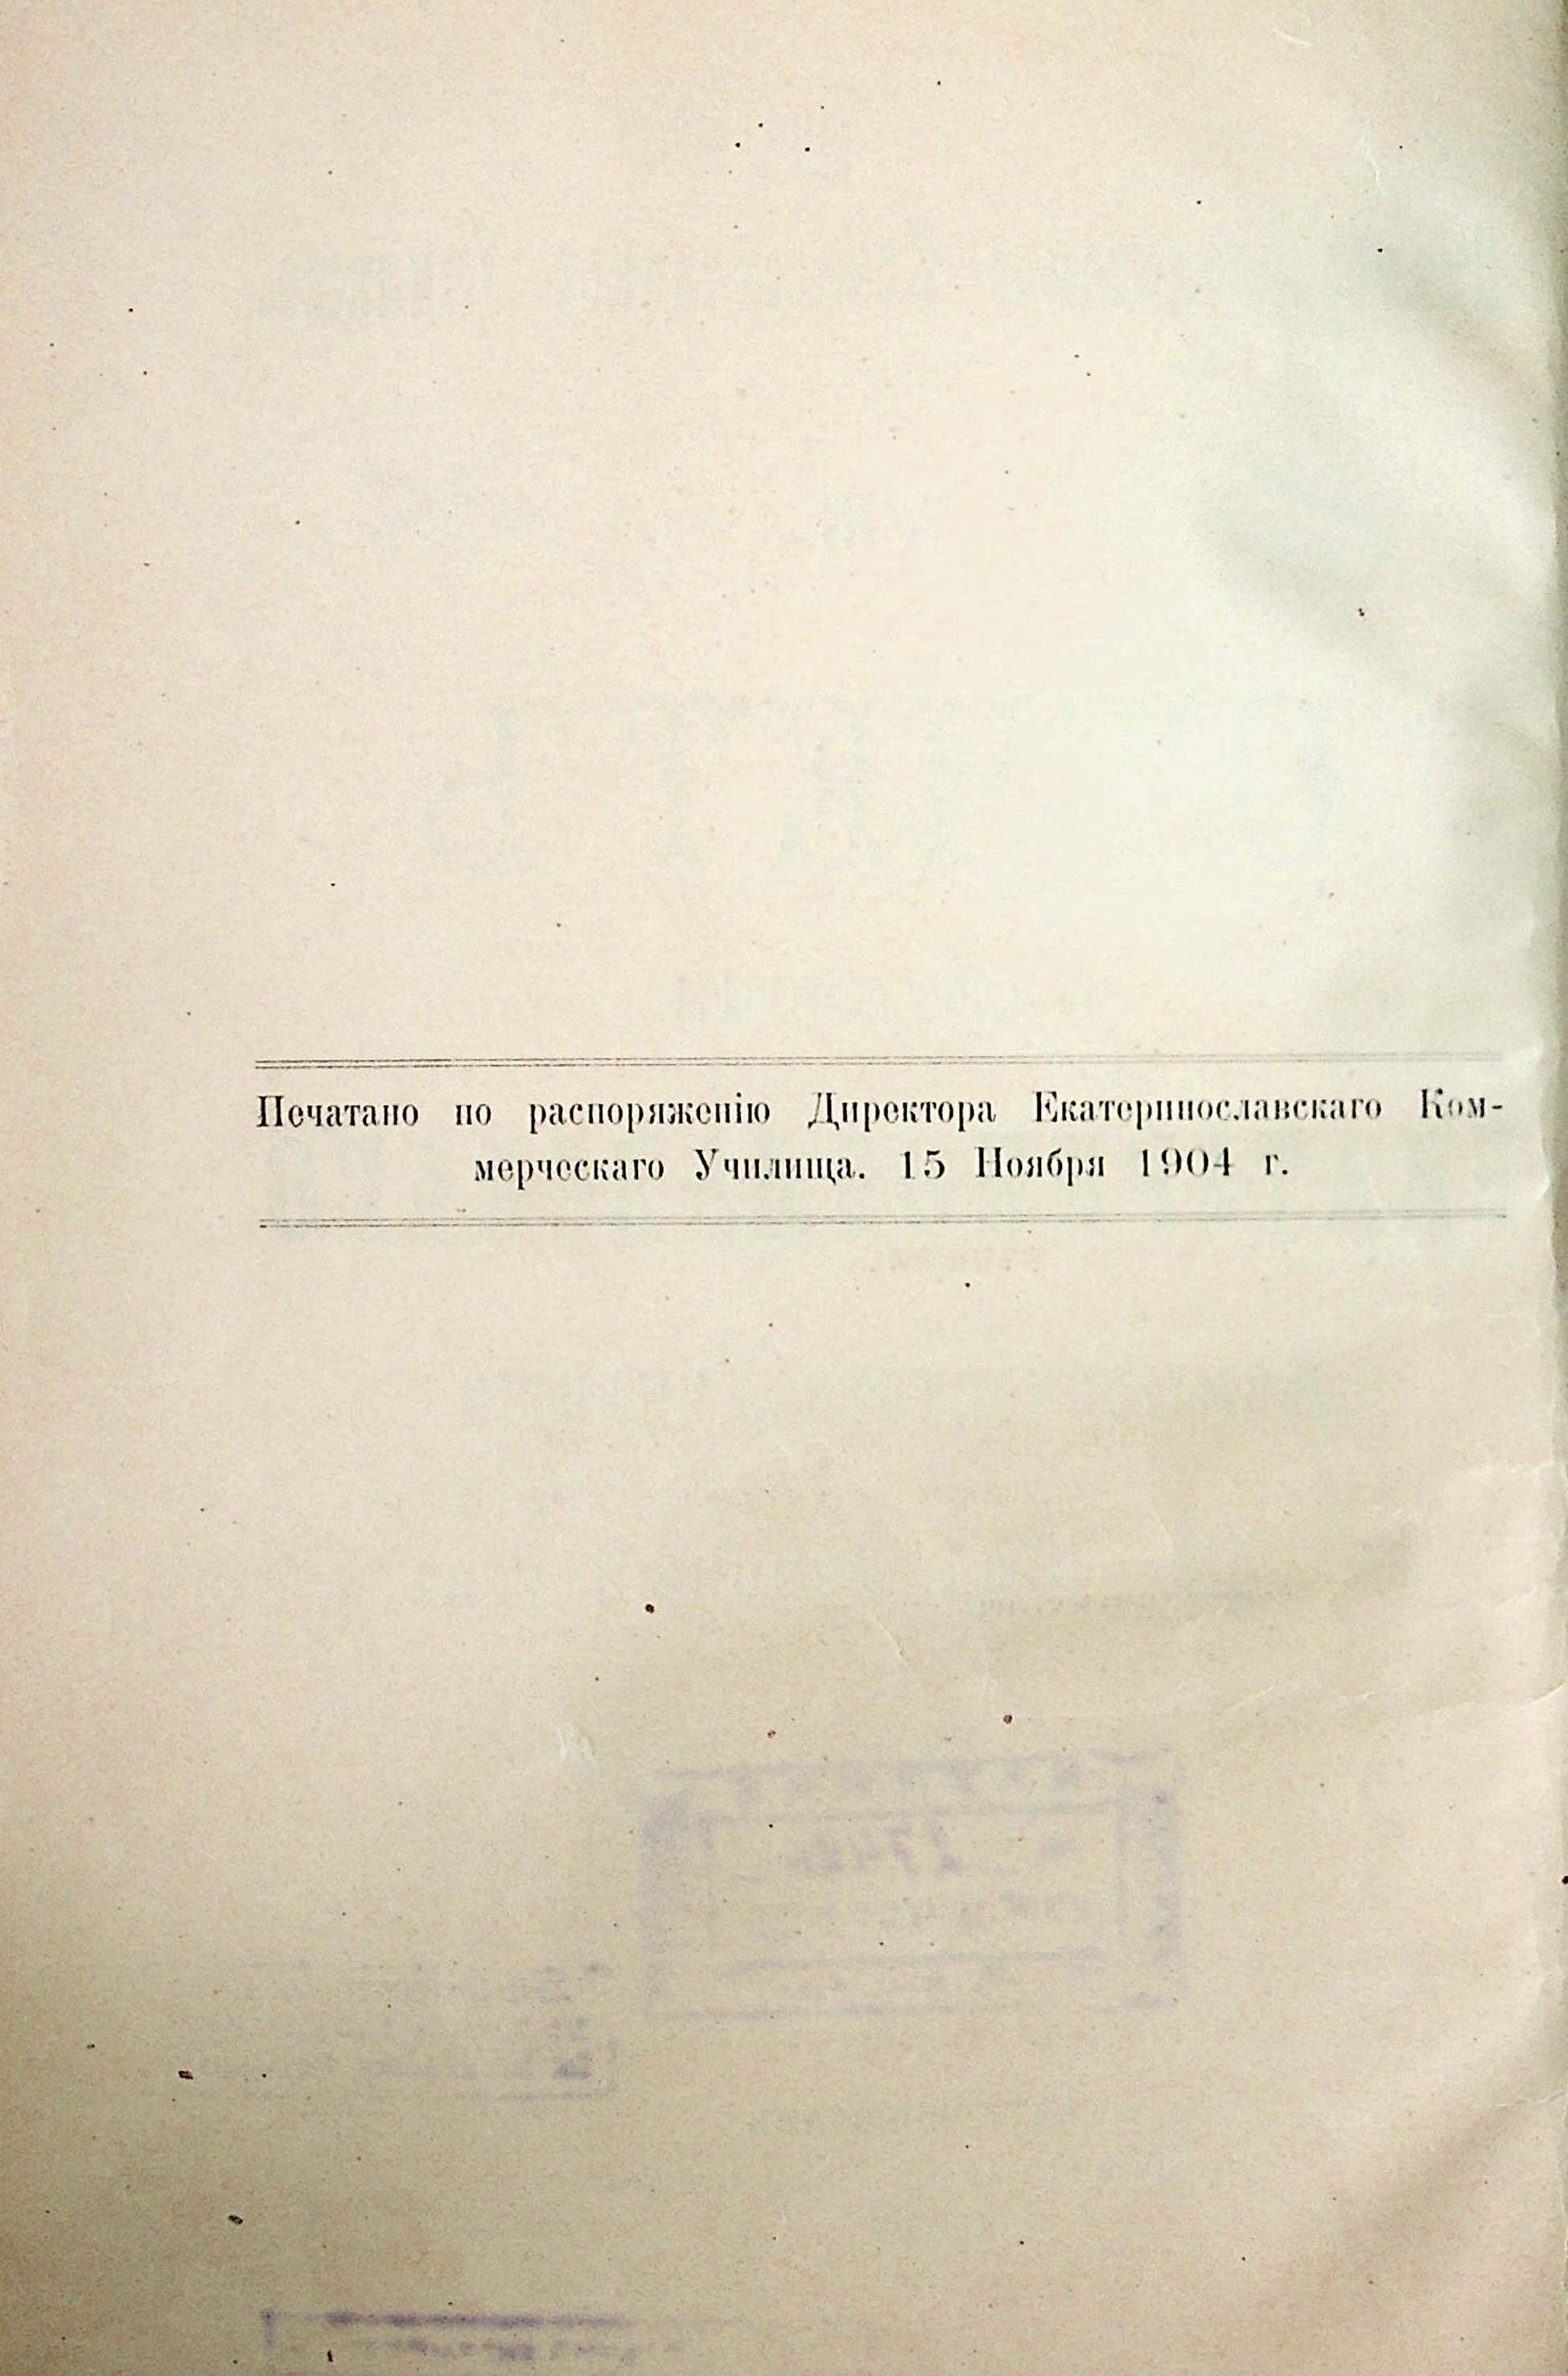 Печатано по распоряженію Директора Екатеринославскаго Ком-
мерческаго Училища. 15 Ноября 1904 г.